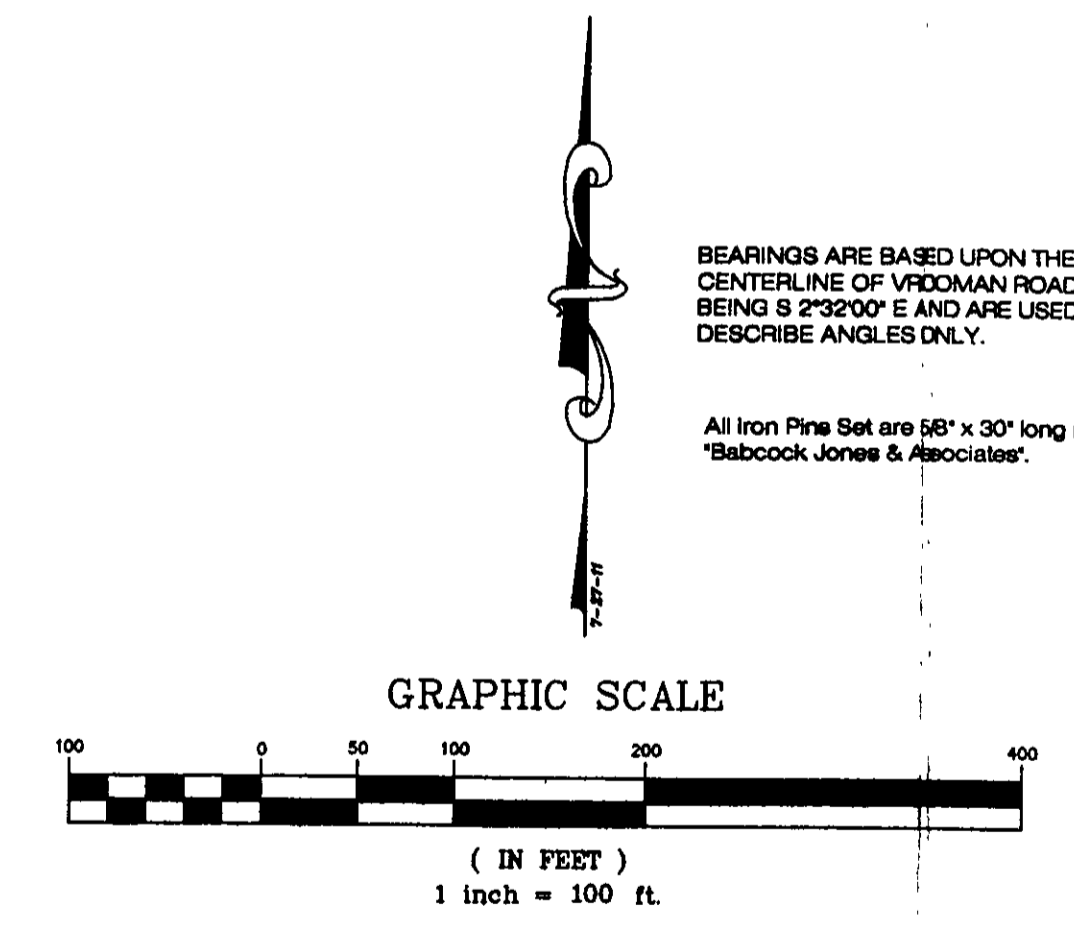 BEARINGS ARE BASED UPON THE
CENTERLINE OF VROOMAN ROAD
BEING S 2°32'00" E AND ARE USED
DESCRIBE ANGLES ONLY.
All Iron Pins Set are 5/8" x 30" long
"Babcock Jones & Associates".
7-27-11
GRAPHIC SCALE
100 0 50 100 200 400
( IN FEET )
1 inch = 100 ft.